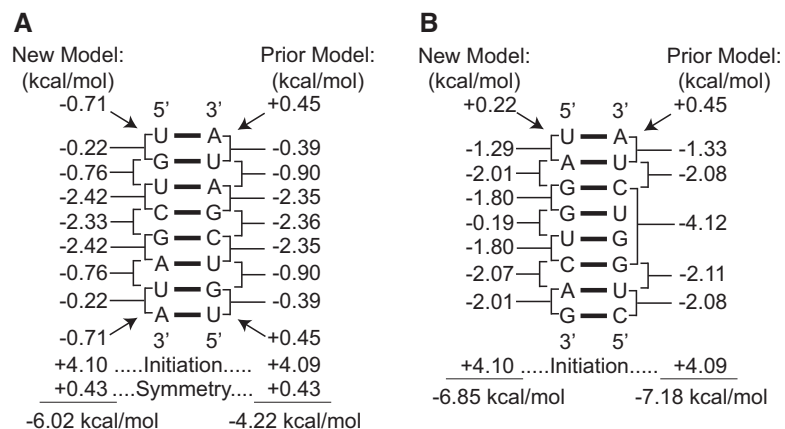 A
New Model: Prior Model:
(kcal/mol) (kcal/mol)
-0.71 5’ 3’ +0.45
U A
-0.22 -0.39
G U
-0.76 -0.90
U A
-2.42 -2.35
C G
-2.33 -2.36
G C
-2.42 -2.35
A U
-0.76 -0.90
U G
-0.22 -0.39
A U
-0.71 3’ 5’ +0.45
+4.10 .....Initiation..... +4.09
+0.43 ....Symmetry.... +0.43
-6.02 kcal/mol -4.22 kcal/mol
B
New Model: Prior Model:
(kcal/mol) (kcal/mol)
+0.22 5’ 3’ +0.45
U A
-1.29 -1.33
A U
-2.01 -2.08
G C
-1.80
G U
-0.19 -4.12
U G
-1.80
C G
-2.07 -2.11
A U
-2.01 -2.08
G C
3’ 5’
+4.10 .....Initiation..... +4.09
-6.85 kcal/mol -7.18 kcal/mol